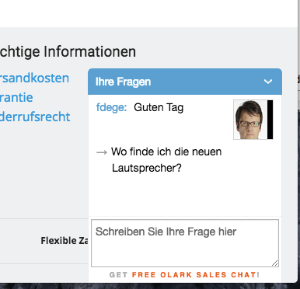 chtige Informationen
rsandkosten
rantie
derrufsrecht
Ihre Fragen
fdege: Guten Tag
→ Wo finde ich die neuen
Lautsprecher?
Flexible Za
Schreiben Sie Ihre Frage hier
GET FREE OLARK SALES CHAT!